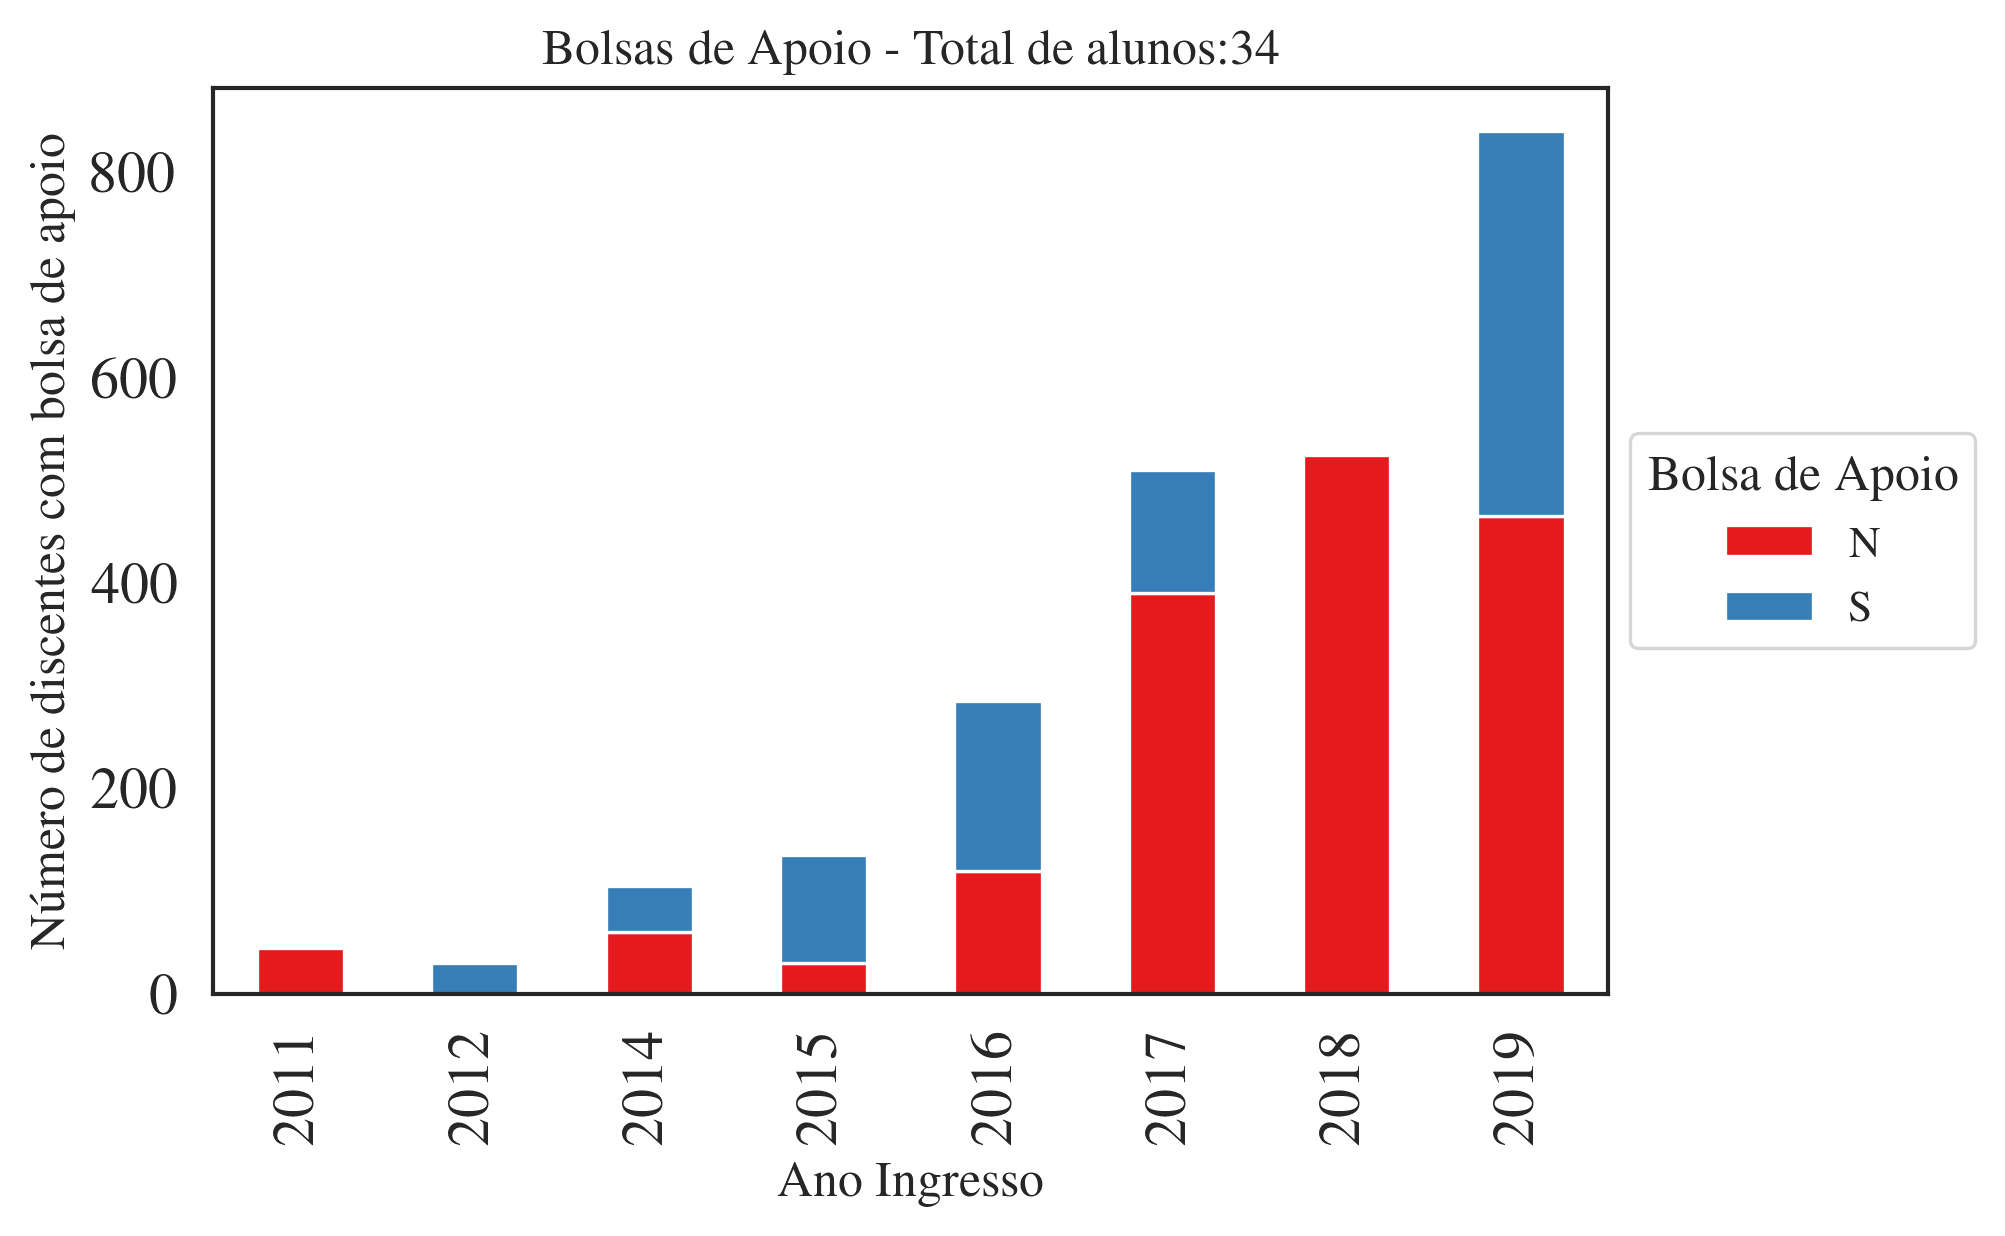 Bolsas de Apoio - Total de alunos:34
Número de discentes com bolsa de apoio
800
600
400
200
0
2011
2012
2014
2015
2016
2017
2018
2019
Ano Ingresso
Bolsa de Apoio
N
S